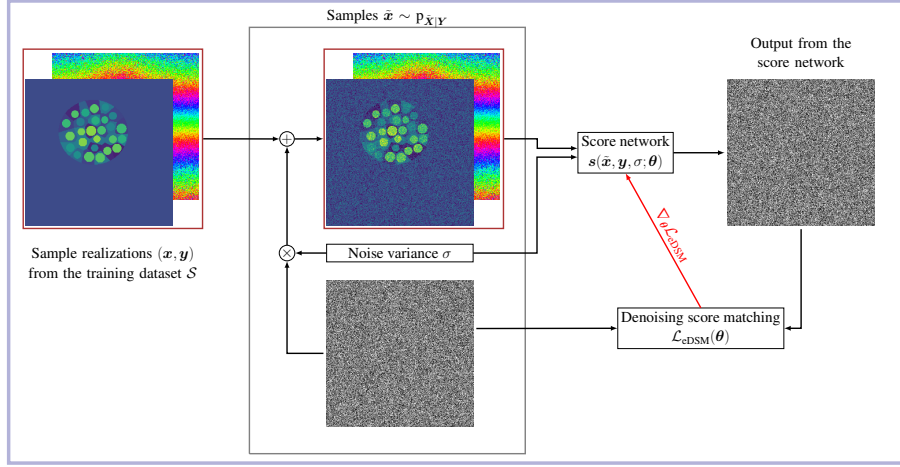 Samples x̃ ∼ p_{X̃|Y}
Output from the
score network
Score network
s(x̃, y, σ; θ)
∇_θ ℒ_eDSM
Sample realizations (x, y)
from the training dataset 𝒮
Noise variance σ
Denoising score matching
ℒ_eDSM(θ)